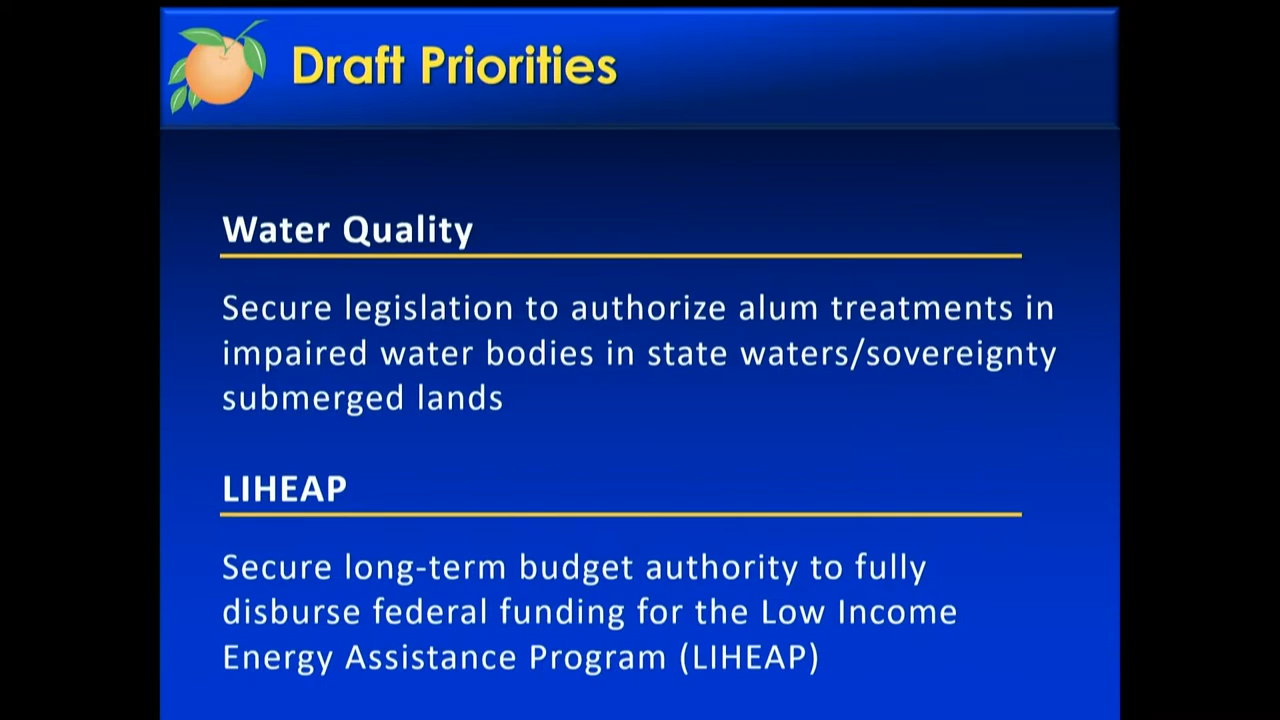 Draft Priorities
Water Quality
Secure legislation to authorize alum treatments in
impaired water bodies in state waters/sovereignty
submerged lands
LIHEAP
Secure long-term budget authority to fully
disburse federal funding for the Low Income
Energy Assistance Program (LIHEAP)